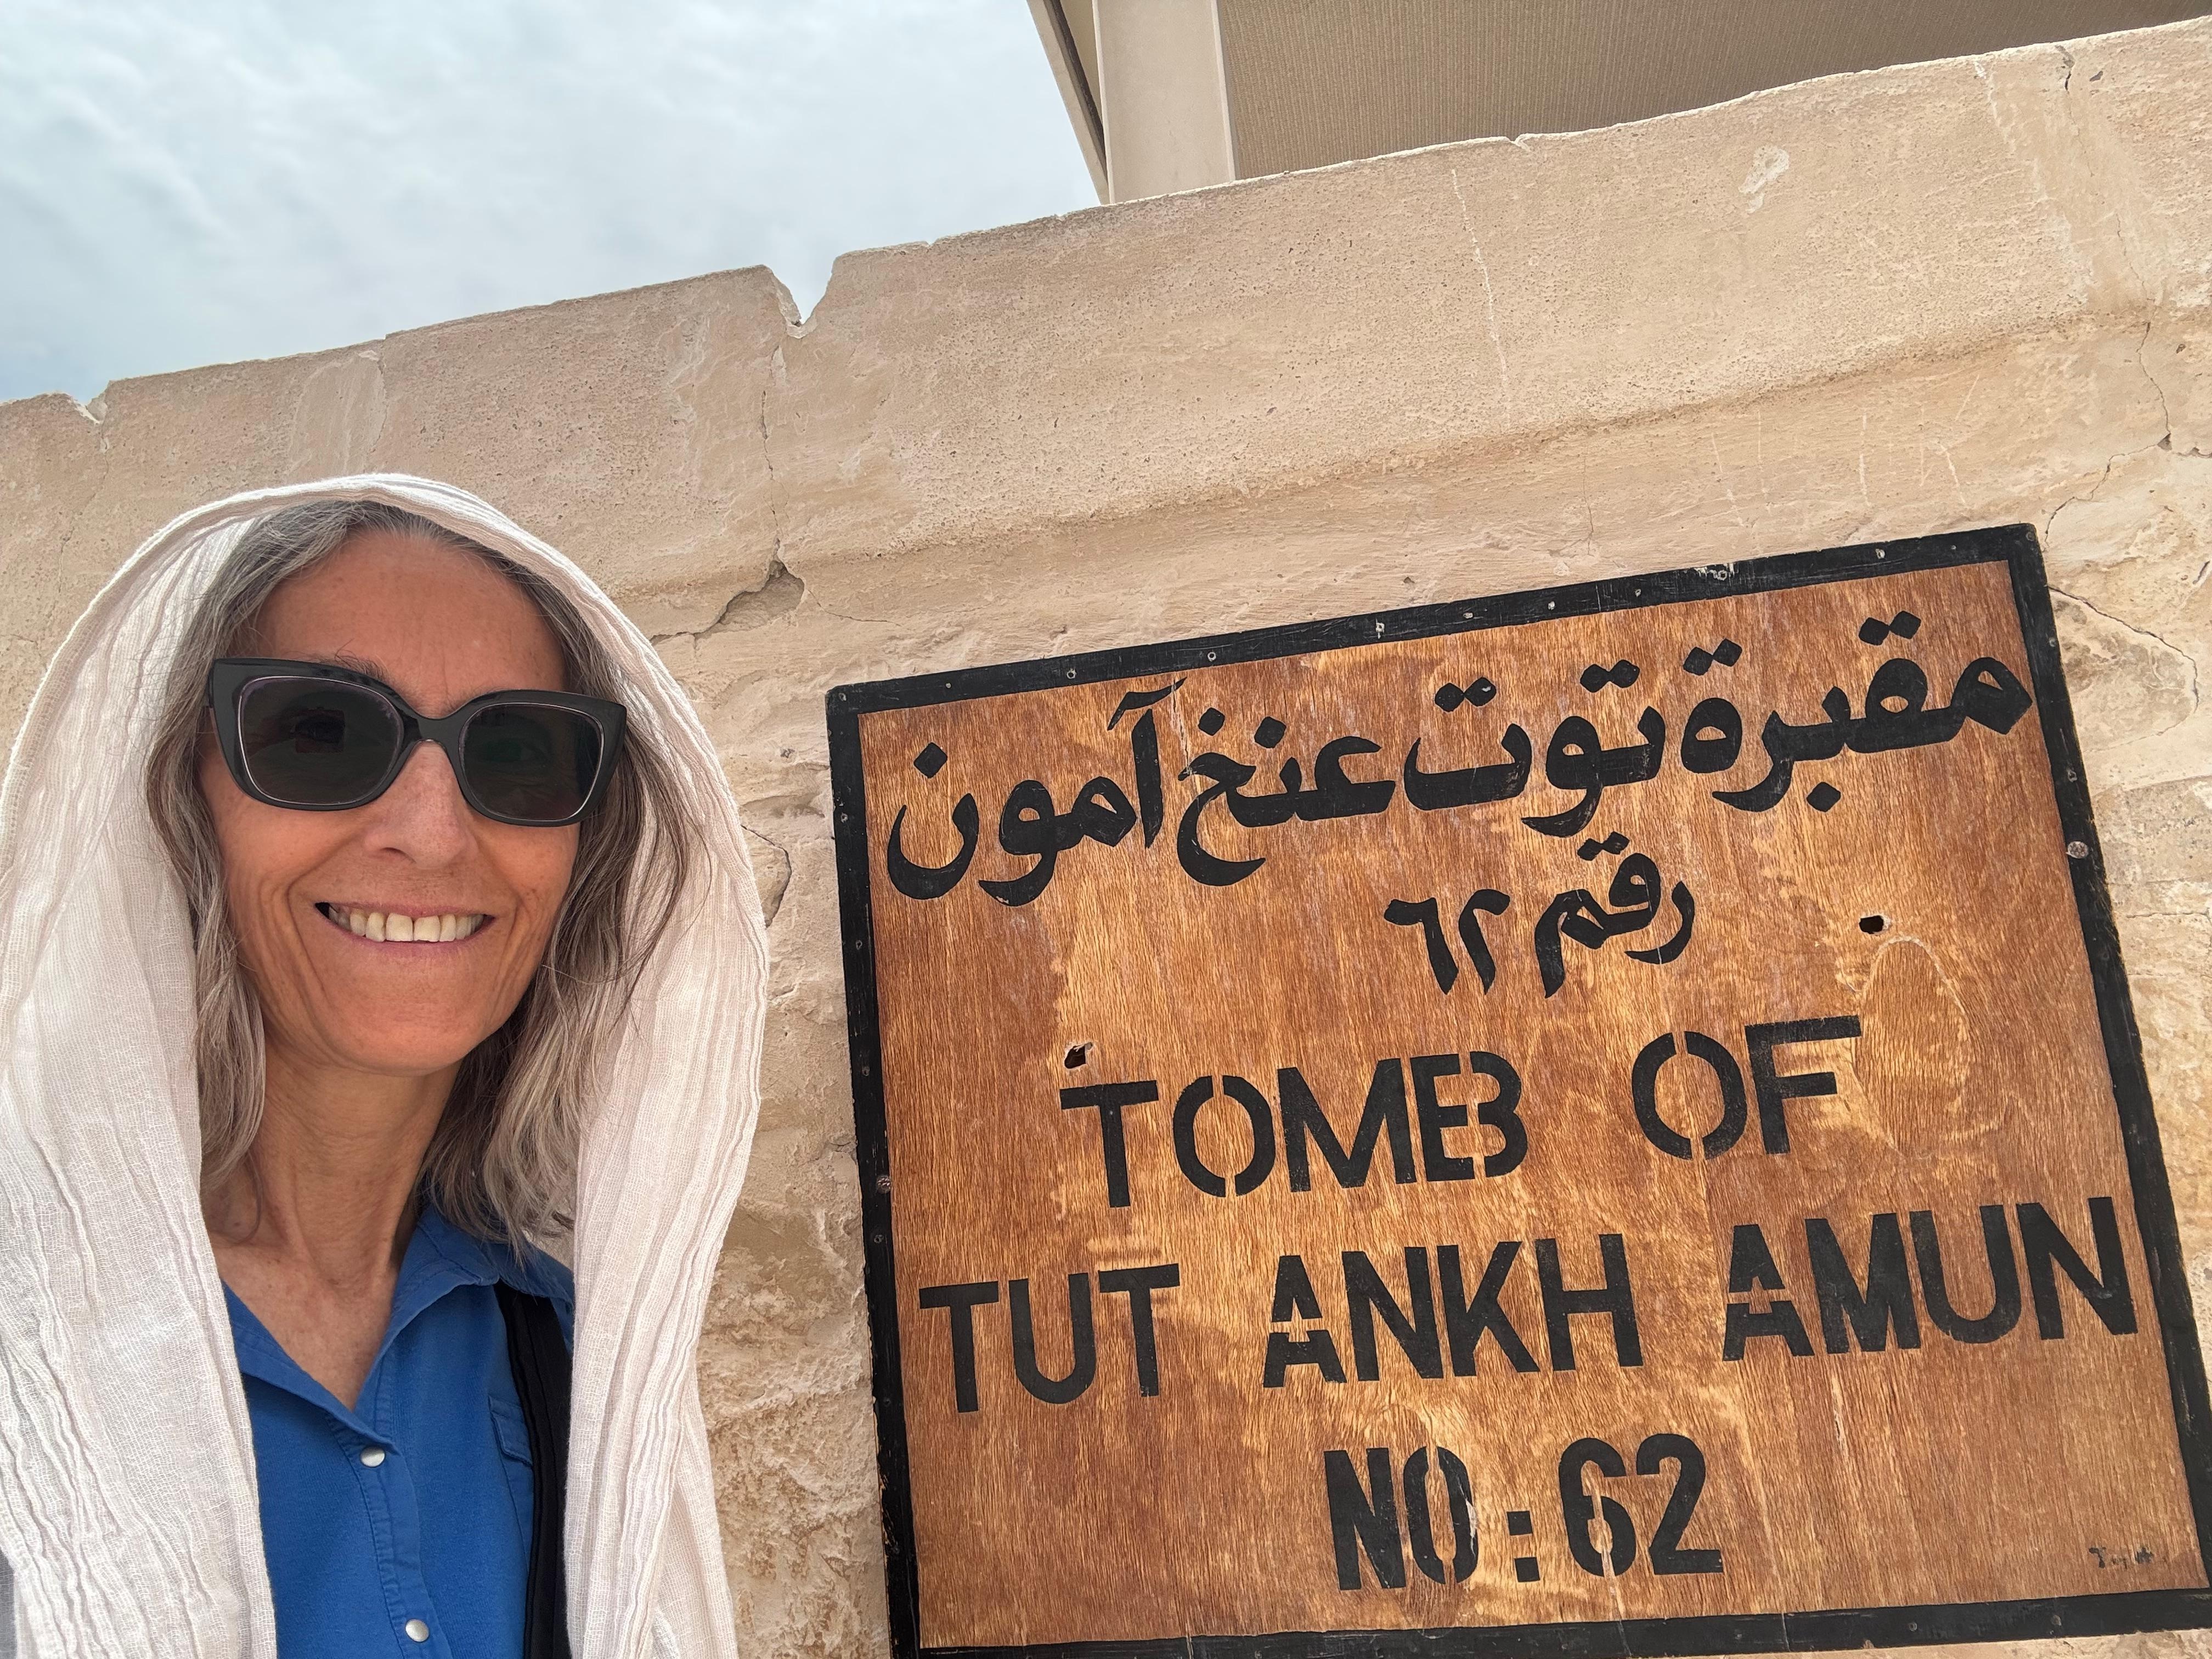 مقبرة توت عنخ آمون
رقم ٦٢
TOMB OF
TUT ANKH AMUN
NO: 62